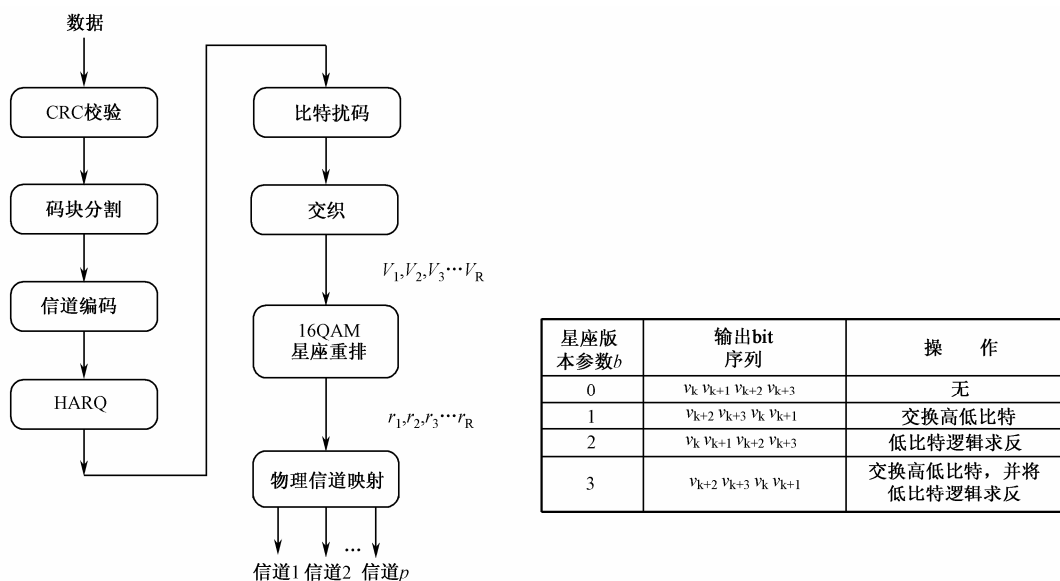 数据
CRC校验
码块分割
信道编码
HARQ
比特扰码
交织
V1,V2,V3···VR
16QAM
星座重排
r1,r2,r3···rR
物理信道映射
···
信道1 信道2 信道p
星座版
本参数b
输出bit
序列
操 作
0
vk vk+1 vk+2 vk+3
无
1
vk+2 vk+3 vk vk+1
交换高低比特
2
vk vk+1 vk+2 vk+3
低比特逻辑求反
3
vk+2 vk+3 vk vk+1
交换高低比特，并将
低比特逻辑求反